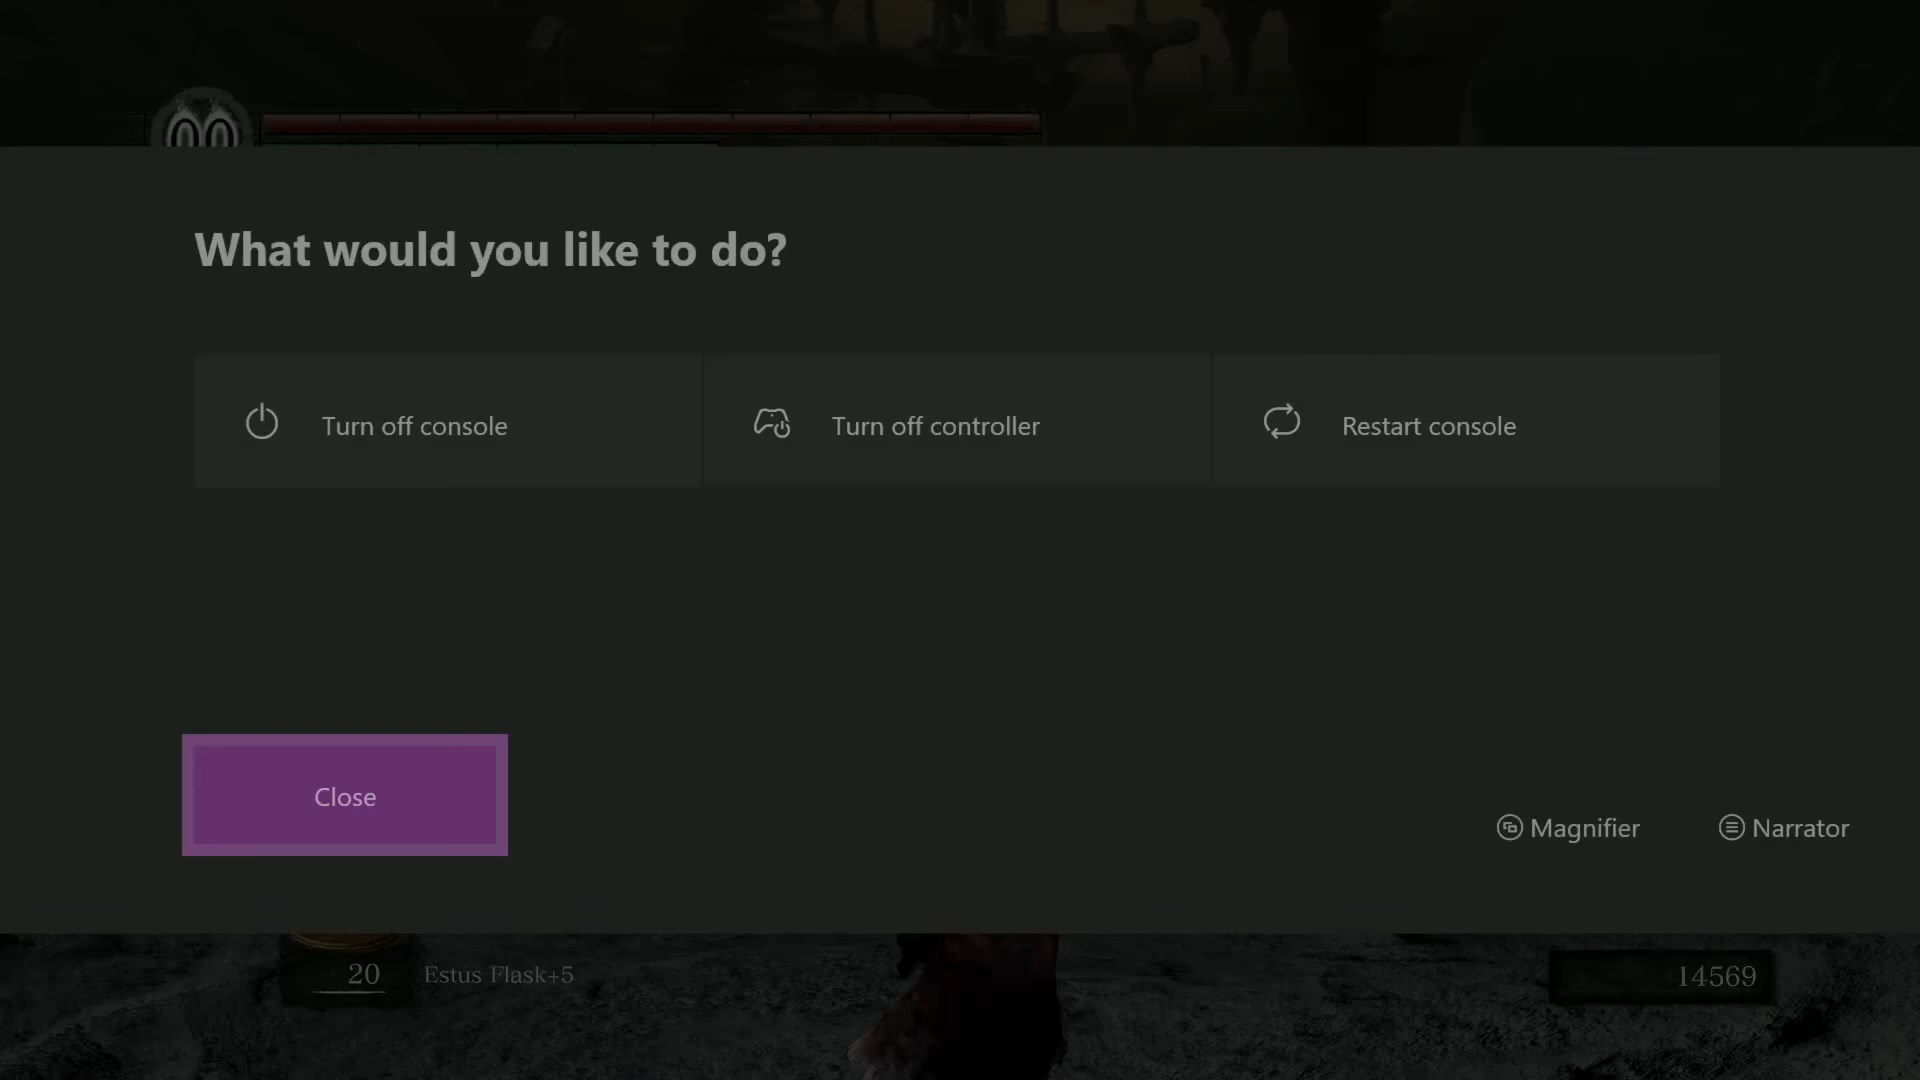 00
What would you like to do?
Turn off console
Turn off controller
Restart console
Close
Magnifier
Narrator
20
Estus Flask+5
14569